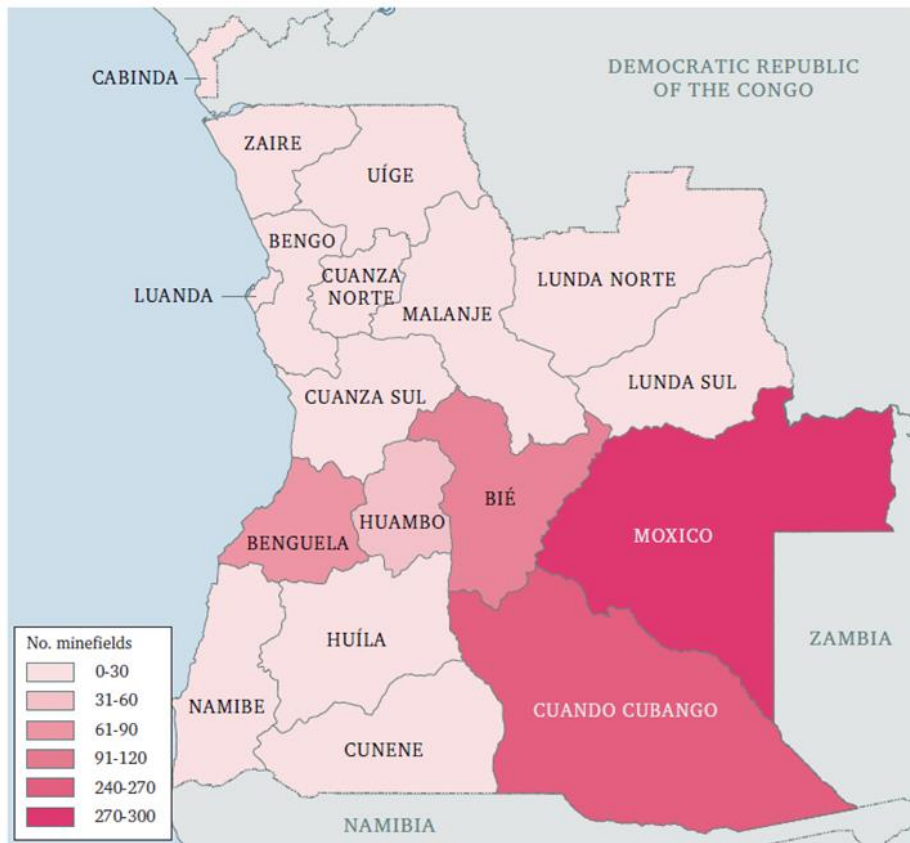 CABINDA
DEMOCRATIC REPUBLIC
OF THE CONGO
ZAIRE
UÍGE
BENGO
CUANZA
NORTE
LUANDA
LUNDA NORTE
MALANJE
LUNDA SUL
CUANZA SUL
BIÉ
HUAMBO
BENGUELA
MOXICO
HUÍLA
ZAMBIA
NAMIBE
CUANDO CUBANGO
CUNENE
NAMIBIA
No. minefields
0-30
31-60
61-90
91-120
240-270
270-300